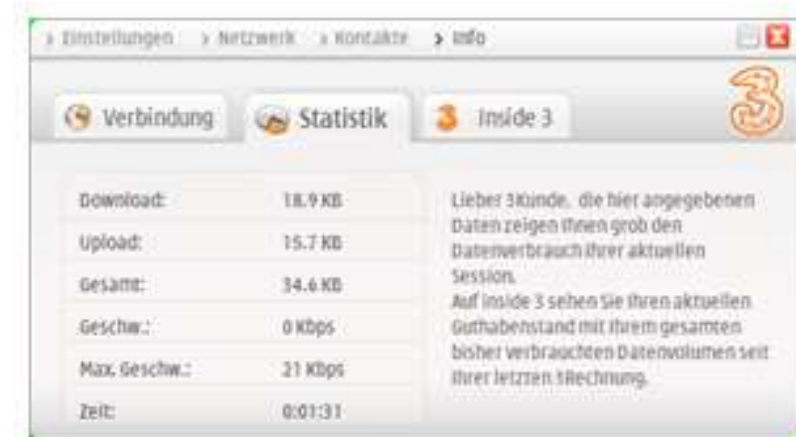 › Einstellungen › Netzwerk › Kontakte › Info
3
Verbindung Statistik 3 Inside 3
Download: 18.9 KB
Upload: 15.7 KB
Gesamt: 34.6 KB
Geschw.: 0 Kbps
Max. Geschw.: 21 Kbps
Zeit: 0:01:31
Lieber 3Kunde, die hier angegebenen
Daten zeigen Ihnen grob den
Datenverbrauch Ihrer aktuellen
Session.
Auf Inside 3 sehen Sie Ihren aktuellen
Guthabenstand mit Ihrem gesamten
bisher verbrauchten Datenvolumen seit
Ihrer letzten 3Rechnung.